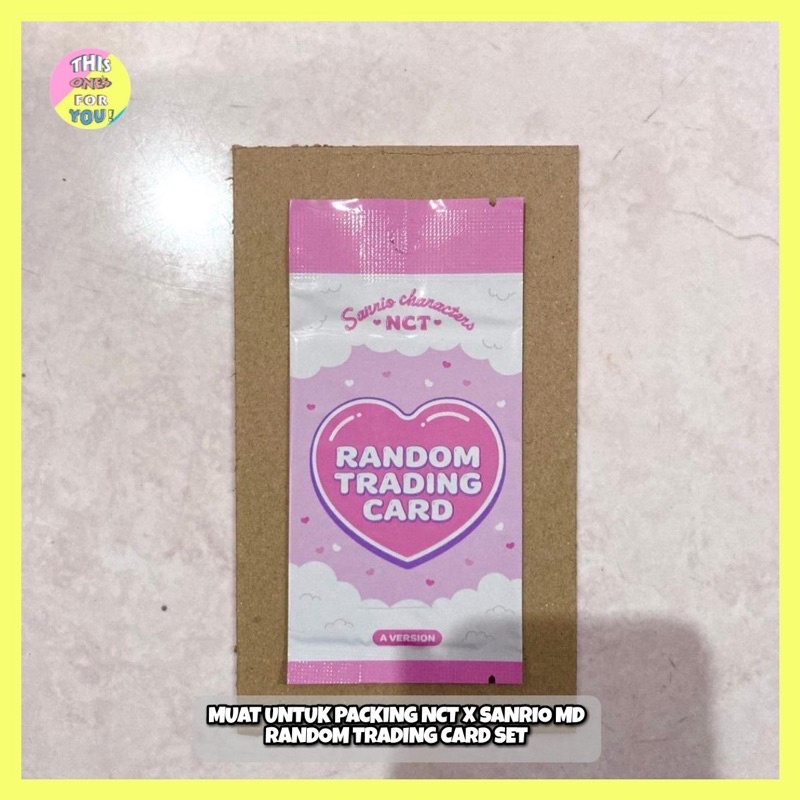 THIS
ONE'S
FOR
YOU!
Sanrio characters
NCT
RANDOM
TRADING
CARD
A VERSION
MUAT UNTUK PACKING NCT X SANRIO MD
RANDOM TRADING CARD SET